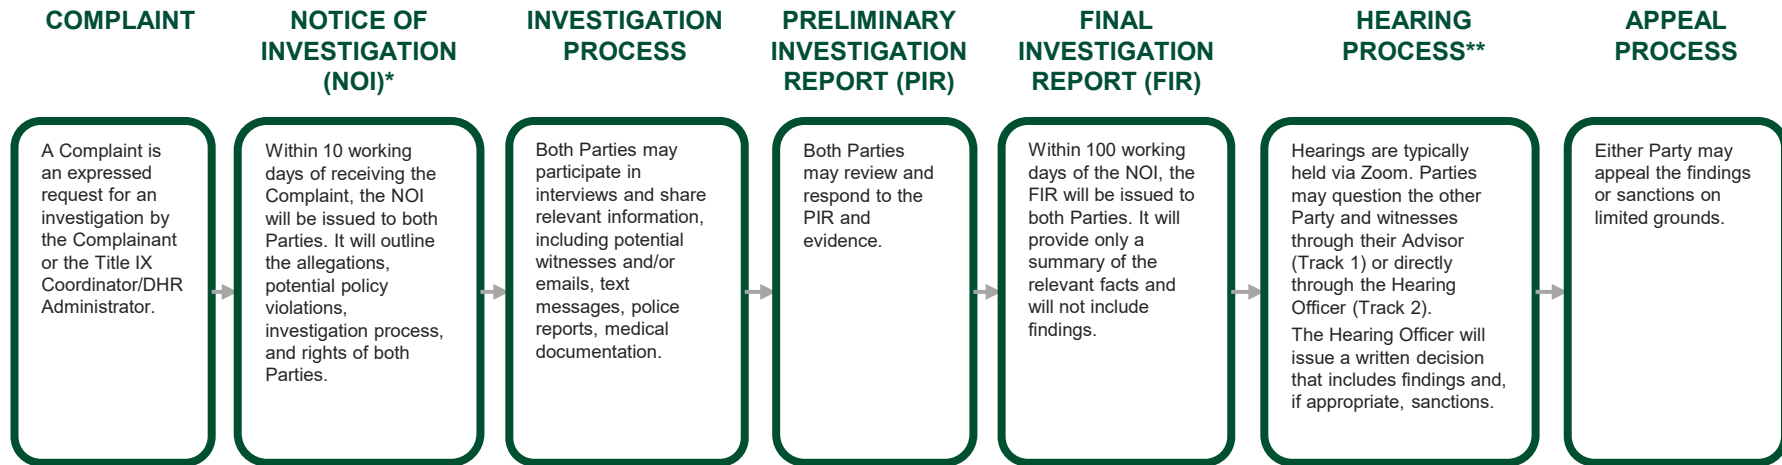 COMPLAINT
NOTICE OF
INVESTIGATION
(NOI)*
INVESTIGATION
PROCESS
PRELIMINARY
INVESTIGATION
REPORT (PIR)
FINAL
INVESTIGATION
REPORT (FIR)
HEARING
PROCESS**
APPEAL
PROCESS
A Complaint is
an expressed
request for an
investigation by
the Complainant
or the Title IX
Coordinator/DHR
Administrator.
Within 10 working
days of receiving the
Complaint, the NOI
will be issued to both
Parties. It will outline
the allegations,
potential policy
violations,
investigation process,
and rights of both
Parties.
Both Parties may
participate in
interviews and share
relevant information,
including potential
witnesses and/or
emails, text
messages, police
reports, medical
documentation.
Both Parties
may review and
respond to the
PIR and
evidence.
Within 100 working
days of the NOI, the
FIR will be issued to
both Parties. It will
provide only a
summary of the
relevant facts and
will not include
findings.
Hearings are typically
held via Zoom. Parties
may question the other
Party and witnesses
through their Advisor
(Track 1) or directly
through the Hearing
Officer (Track 2).
The Hearing Officer will
issue a written decision
that includes findings and,
if appropriate, sanctions.
Either Party may
appeal the findings
or sanctions on
limited grounds.